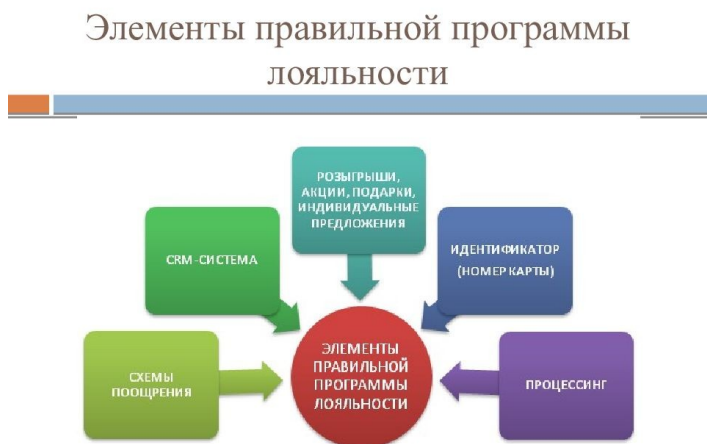 Элементы правильной программы
лояльности
РОЗЫГРЫШИ,
АКЦИИ, ПОДАРКИ,
ИНДИВИДУАЛЬНЫЕ
ПРЕДЛОЖЕНИЯ
CRM-СИСТЕМА
ИДЕНТИФИКАТОР
(НОМЕР КАРТЫ)
СХЕМЫ
ПООЩРЕНИЯ
ЭЛЕМЕНТЫ
ПРАВИЛЬНОЙ
ПРОГРАММЫ
ЛОЯЛЬНОСТИ
ПРОЦЕССИНГ